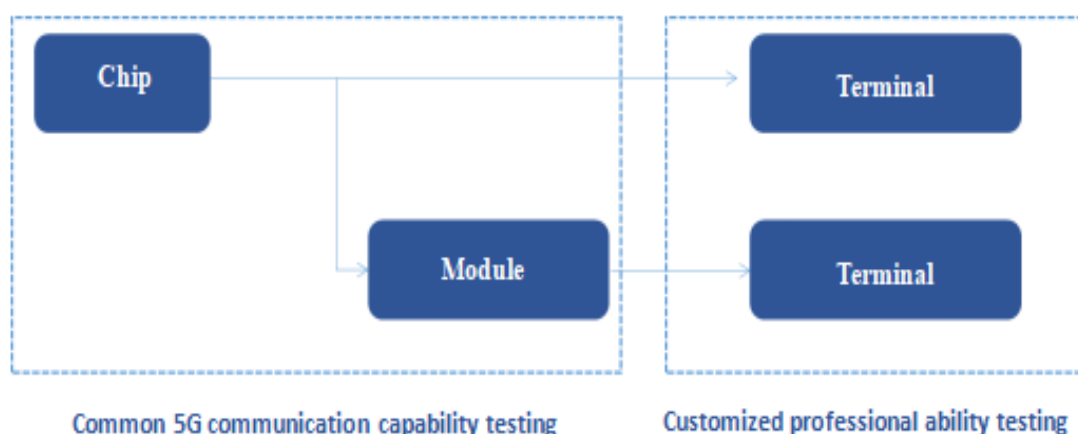 Chip
Terminal
Module
Terminal
Common 5G communication capability testing
Customized professional ability testing